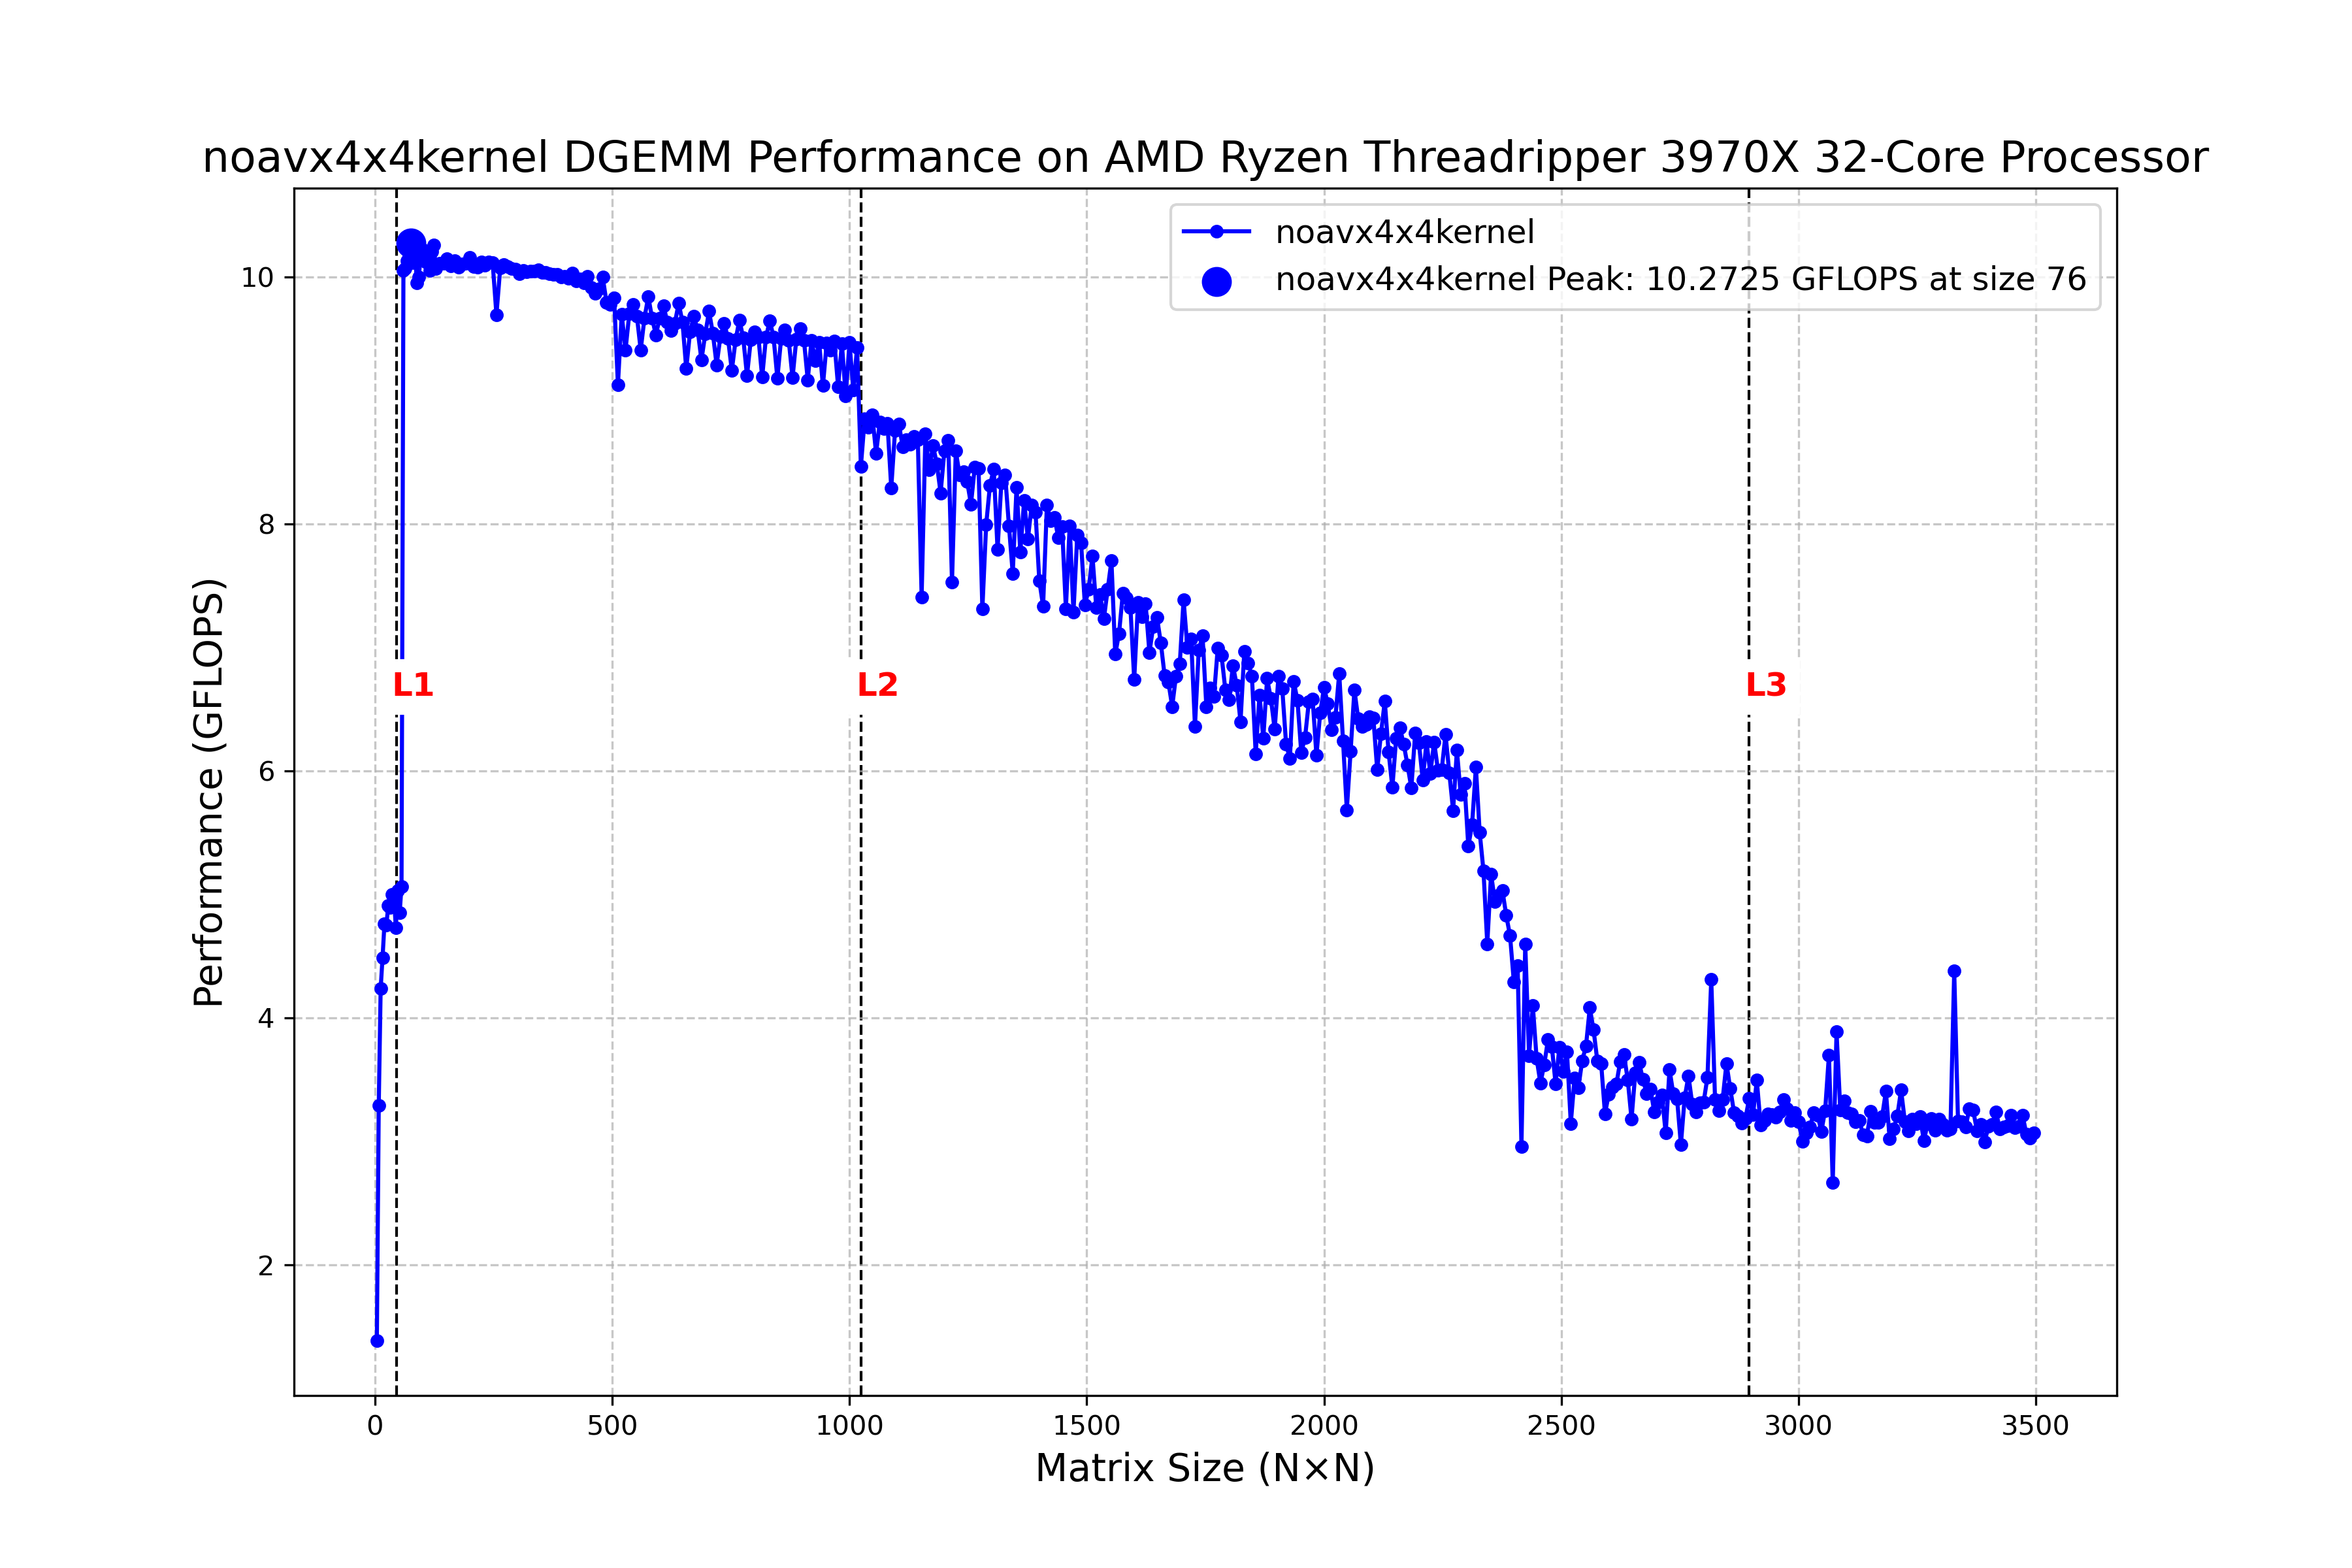 noavx4x4kernel DGEMM Performance on AMD Ryzen Threadripper 3970X 32-Core Processor
noavx4x4kernel
noavx4x4kernel Peak: 10.2725 GFLOPS at size 76
Performance (GFLOPS)
10
8
6
4
2
L1
L2
L3
0
500
1000
1500
2000
2500
3000
3500
Matrix Size (N×N)